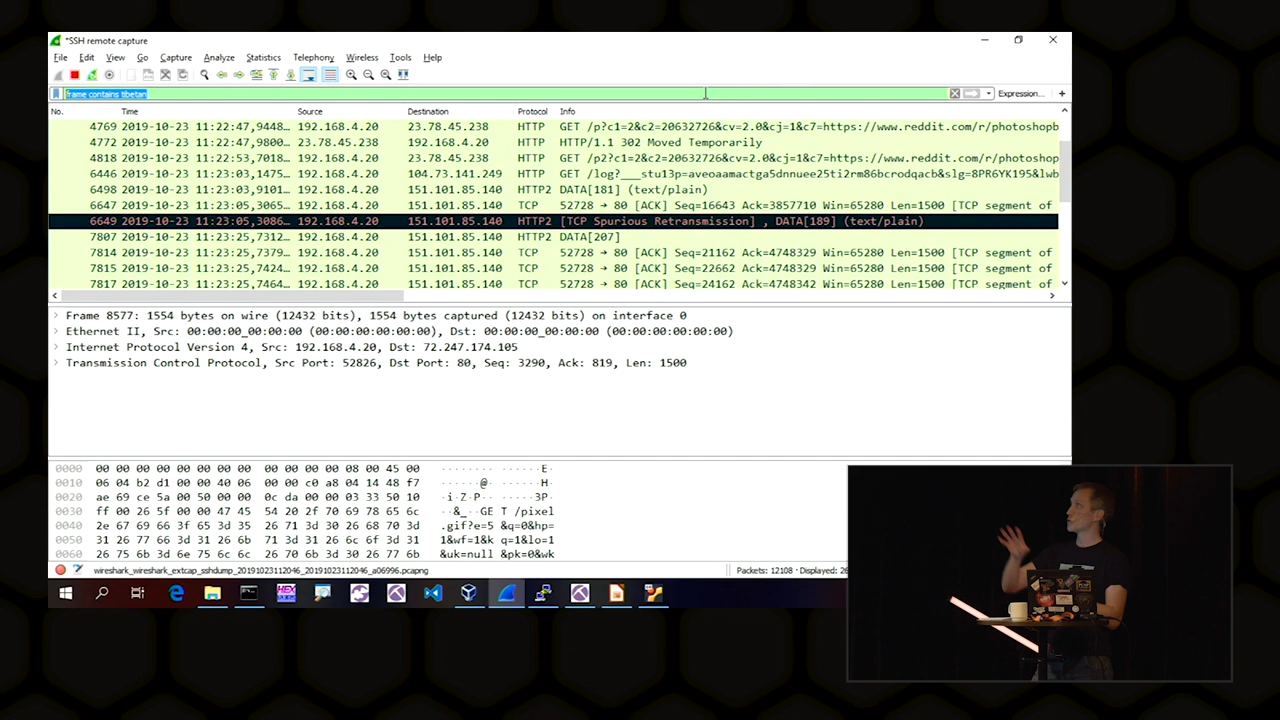 *SSH remote capture
File Edit View Go Capture Analyze Statistics Telephony Wireless Tools Help
frame contains tibetan
Expression... +
No. Time Source Destination Protocol Info
4769 2019-10-23 11:22:47,9448… 192.168.4.20 23.78.45.238 HTTP GET /p?c1=2&c2=20632726&cv=2.0&cj=1&c7=https://www.reddit.com/r/photoshopb
4772 2019-10-23 11:22:47,9800… 23.78.45.238 192.168.4.20 HTTP HTTP/1.1 302 Moved Temporarily
4818 2019-10-23 11:22:53,7018… 192.168.4.20 23.78.45.238 HTTP GET /p2?c1=2&c2=20632726&cv=2.0&cj=1&c7=https://www.reddit.com/r/photoshop
6446 2019-10-23 11:23:03,1475… 192.168.4.20 104.73.141.249 HTTP GET /log?___stu13p=aveoaamactga5dnnuee25ti2rm86bcrodqacb&slg=8PR6YK195&lwb
6498 2019-10-23 11:23:03,9101… 192.168.4.20 151.101.85.140 HTTP2 DATA[181] (text/plain)
6647 2019-10-23 11:23:05,3065… 192.168.4.20 151.101.85.140 TCP 52728 → 80 [ACK] Seq=16643 Ack=3857710 Win=65280 Len=1500 [TCP segment of
6649 2019-10-23 11:23:05,3086… 192.168.4.20 151.101.85.140 HTTP2 [TCP Spurious Retransmission] , DATA[189] (text/plain)
7807 2019-10-23 11:23:25,7312… 192.168.4.20 151.101.85.140 HTTP2 DATA[207]
7814 2019-10-23 11:23:25,7379… 192.168.4.20 151.101.85.140 TCP 52728 → 80 [ACK] Seq=21162 Ack=4748329 Win=65280 Len=1500 [TCP segment of
7815 2019-10-23 11:23:25,7424… 192.168.4.20 151.101.85.140 TCP 52728 → 80 [ACK] Seq=22662 Ack=4748329 Win=65280 Len=1500 [TCP segment of
7817 2019-10-23 11:23:25,7464… 192.168.4.20 151.101.85.140 TCP 52728 → 80 [ACK] Seq=24162 Ack=4748342 Win=65280 Len=1500 [TCP segment of
Frame 8577: 1554 bytes on wire (12432 bits), 1554 bytes captured (12432 bits) on interface 0
Ethernet II, Src: 00:00:00_00:00:00 (00:00:00:00:00:00), Dst: 00:00:00_00:00:00 (00:00:00:00:00:00)
Internet Protocol Version 4, Src: 192.168.4.20, Dst: 72.247.174.105
Transmission Control Protocol, Src Port: 52826, Dst Port: 80, Seq: 3290, Ack: 819, Len: 1500
0000 00 00 00 00 00 00 00 00 00 00 00 00 08 00 45 00 ········ ······E·
0010 06 04 b2 d1 00 00 40 06 00 00 c0 a8 04 14 48 f7 ······@· ······H·
0020 ae 69 ce 5a 00 50 00 00 0c da 00 00 03 33 50 10 ·i·Z·P·· ·····3P·
0030 ff 00 26 5f 00 00 47 45 54 20 2f 70 69 78 65 6c ··&_··GE T /pixel
0040 2e 67 69 66 3f 65 3d 35 26 71 3d 30 26 68 70 3d .gif?e=5 &q=0&hp=
0050 31 26 77 66 3d 31 26 6b 71 3d 31 26 6c 6f 3d 31 1&wf=1&k q=1&lo=1
0060 26 75 6b 3d 6e 75 6c 6c 26 70 6b 3d 30 26 77 6b &uk=null &pk=0&wk
wireshark_wireshark_extcap_sshdump_20191023112046_20191023112046_a06996.pcapng
Packets: 12108 · Displayed: 26
HEX